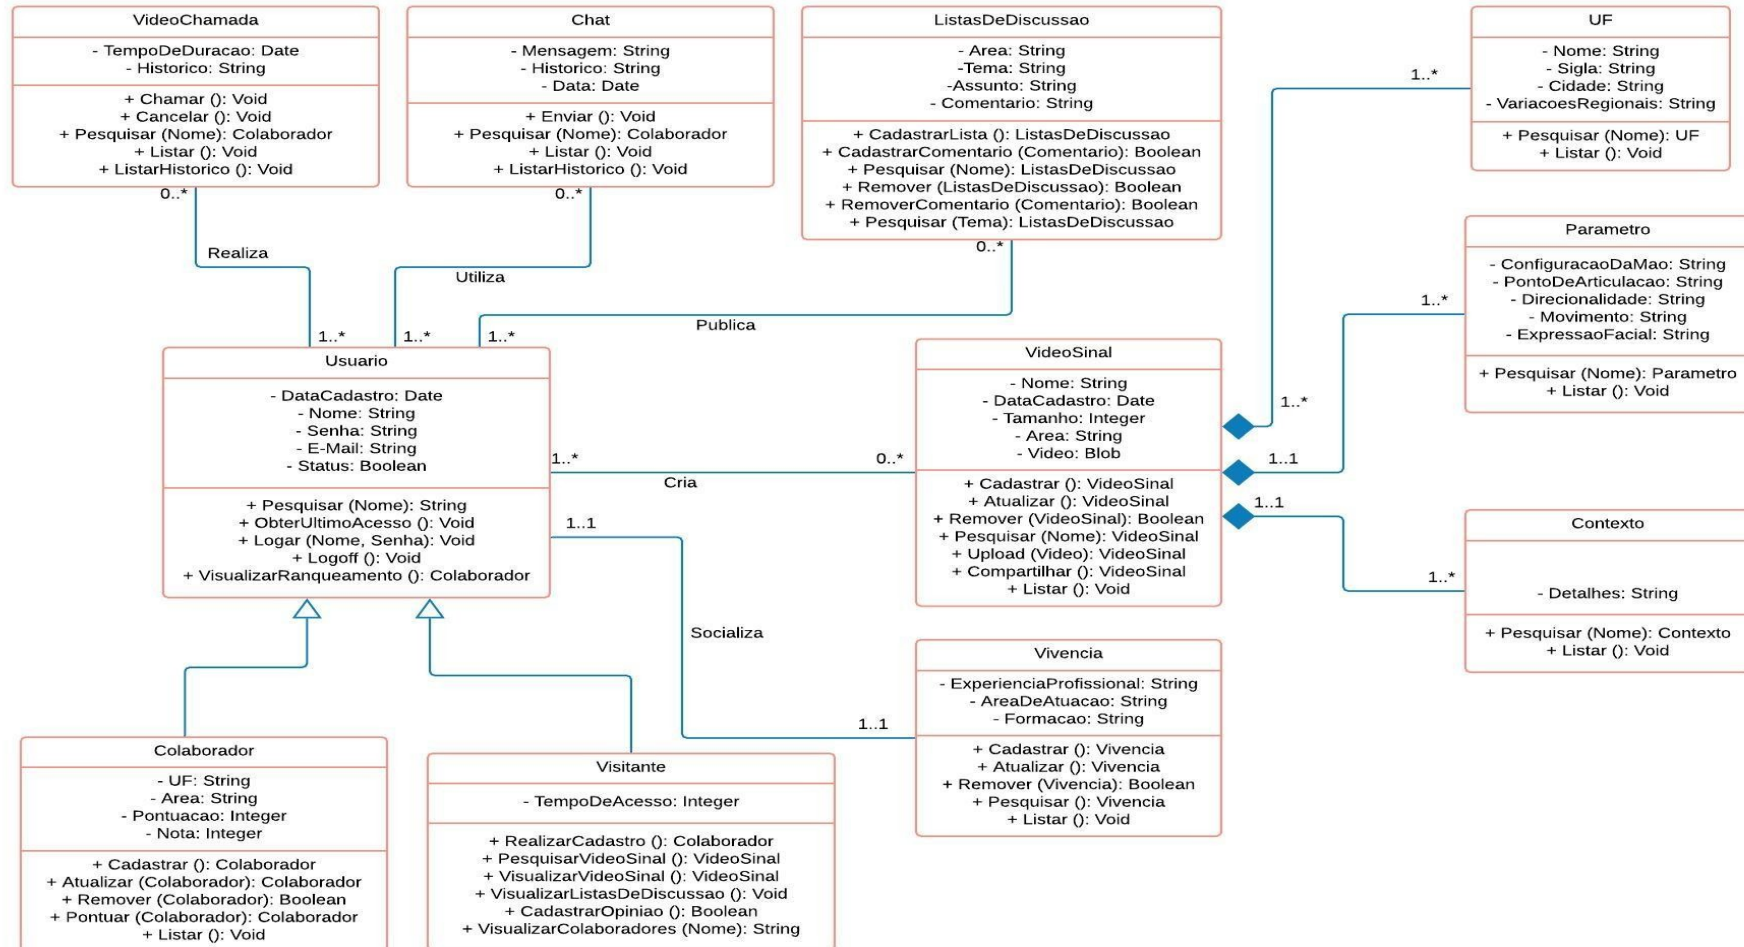 VideoChamada
- TempoDeDuracao: Date
- Historico: String
+ Chamar (): Void
+ Cancelar (): Void
+ Pesquisar (Nome): Colaborador
+ Listar (): Void
+ ListarHistorico (): Void
Chat
- Mensagem: String
- Historico: String
- Data: Date
+ Enviar (): Void
+ Pesquisar (Nome): Colaborador
+ Listar (): Void
+ ListarHistorico (): Void
ListasDeDiscussao
- Area: String
-Tema: String
-Assunto: String
- Comentario: String
+ CadastrarLista (): ListasDeDiscussao
+ CadastrarComentario (Comentario): Boolean
+ Pesquisar (Nome): ListasDeDiscussao
+ Remover (ListasDeDiscussao): Boolean
+ RemoverComentario (Comentario): Boolean
+ Pesquisar (Tema): ListasDeDiscussao
UF
- Nome: String
- Sigla: String
- Cidade: String
- VariacoesRegionais: String
+ Pesquisar (Nome): UF
+ Listar (): Void
1..*
0..*
0..*
0..*
Realiza
Utiliza
Publica
1..*
1..*
1..*
Parametro
- ConfiguracaoDaMao: String
- PontoDeArticulacao: String
- Direcionalidade: String
- Movimento: String
- ExpressaoFacial: String
+ Pesquisar (Nome): Parametro
+ Listar (): Void
1..*
Usuario
- DataCadastro: Date
- Nome: String
- Senha: String
- E-Mail: String
- Status: Boolean
+ Pesquisar (Nome): String
+ ObterUltimoAcesso (): Void
+ Logar (Nome, Senha): Void
+ Logoff (): Void
+ VisualizarRanqueamento (): Colaborador
1..*
0..*
Cria
VideoSinal
- Nome: String
- DataCadastro: Date
- Tamanho: Integer
- Area: String
- Video: Blob
+ Cadastrar (): VideoSinal
+ Atualizar (): VideoSinal
+ Remover (VideoSinal): Boolean
+ Pesquisar (Nome): VideoSinal
+ Upload (Video): VideoSinal
+ Compartilhar (): VideoSinal
+ Listar (): Void
1..*
1..1
1..1
1..*
Contexto
- Detalhes: String
+ Pesquisar (Nome): Contexto
+ Listar (): Void
1..1
Socializa
1..1
Vivencia
- ExperienciaProfissional: String
- AreaDeAtuacao: String
- Formacao: String
+ Cadastrar (): Vivencia
+ Atualizar (): Vivencia
+ Remover (Vivencia): Boolean
+ Pesquisar (): Vivencia
+ Listar (): Void
Colaborador
- UF: String
- Area: String
- Pontuacao: Integer
- Nota: Integer
+ Cadastrar (): Colaborador
+ Atualizar (Colaborador): Colaborador
+ Remover (Colaborador): Boolean
+ Pontuar (Colaborador): Colaborador
+ Listar (): Void
Visitante
- TempoDeAcesso: Integer
+ RealizarCadastro (): Colaborador
+ PesquisarVideoSinal (): VideoSinal
+ VisualizarVideoSinal (): VideoSinal
+ VisualizarListasDeDiscussao (): Void
+ CadastrarOpiniao (): Boolean
+ VisualizarColaboradores (Nome): String